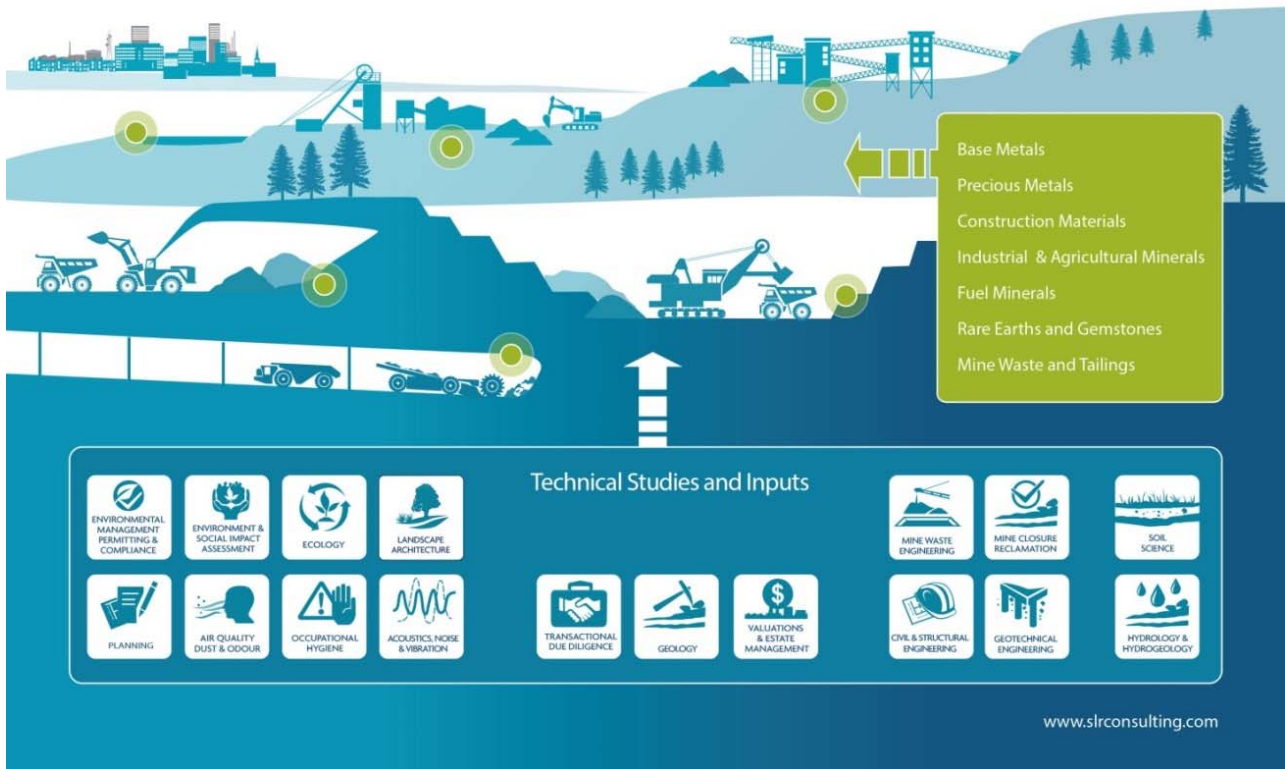 Base Metals
Precious Metals
Construction Materials
Industrial & Agricultural Minerals
Fuel Minerals
Rare Earths and Gemstones
Mine Waste and Tailings
Technical Studies and Inputs
ENVIRONMENTAL
MANAGEMENT
PERMITTING &
COMPLIANCE
ENVIRONMENT &
SOCIAL IMPACT
ASSESSMENT
ECOLOGY
LANDSCAPE
ARCHITECTURE
MINE WASTE
ENGINEERING
MINE CLOSURE
RECLAMATION
SOIL
SCIENCE
PLANNING
AIR QUALITY
DUST & ODOUR
OCCUPATIONAL
HYGIENE
ACOUSTICS, NOISE
& VIBRATION
TRANSACTIONAL
DUE DILIGENCE
GEOLOGY
$
VALUATIONS
& ESTATE
MANAGEMENT
CIVIL & STRUCTURAL
ENGINEERING
GEOTECHNICAL
ENGINEERING
HYDROLOGY &
HYDROGEOLOGY
www.slrconsulting.com